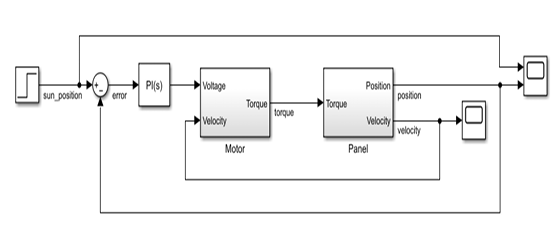 sun_position
+
-
error
PI(s)
Voltage
Velocity
Torque
Motor
torque
Torque
Position
Velocity
Panel
position
velocity